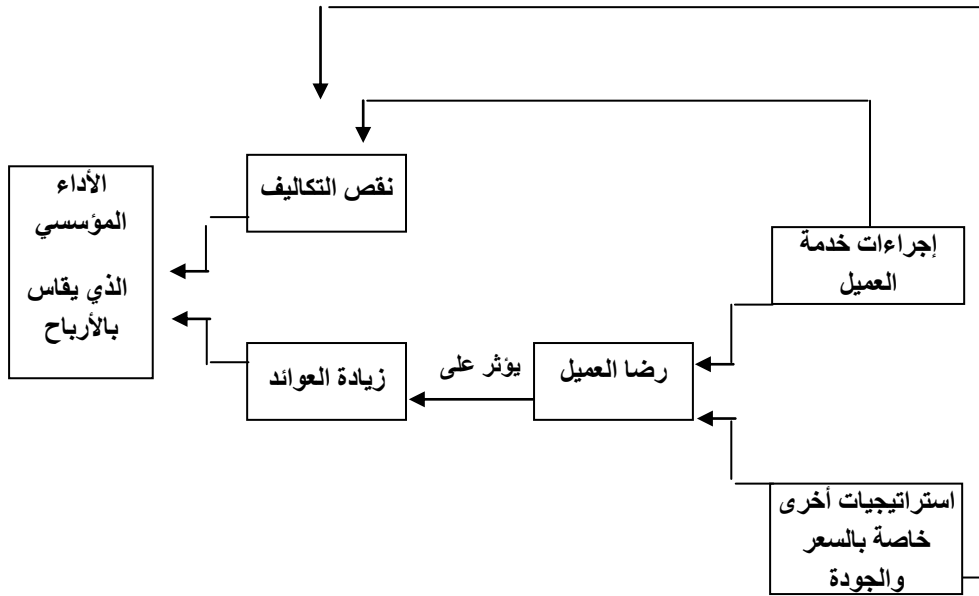 نقص التكاليف
الأداء
المؤسسي
الذي يقاس
بالأرباح
إجراءات خدمة
العميل
رضا العميل
يؤثر على
زيادة العوائد
استراتيجيات أخرى
خاصة بالسعر
والجودة